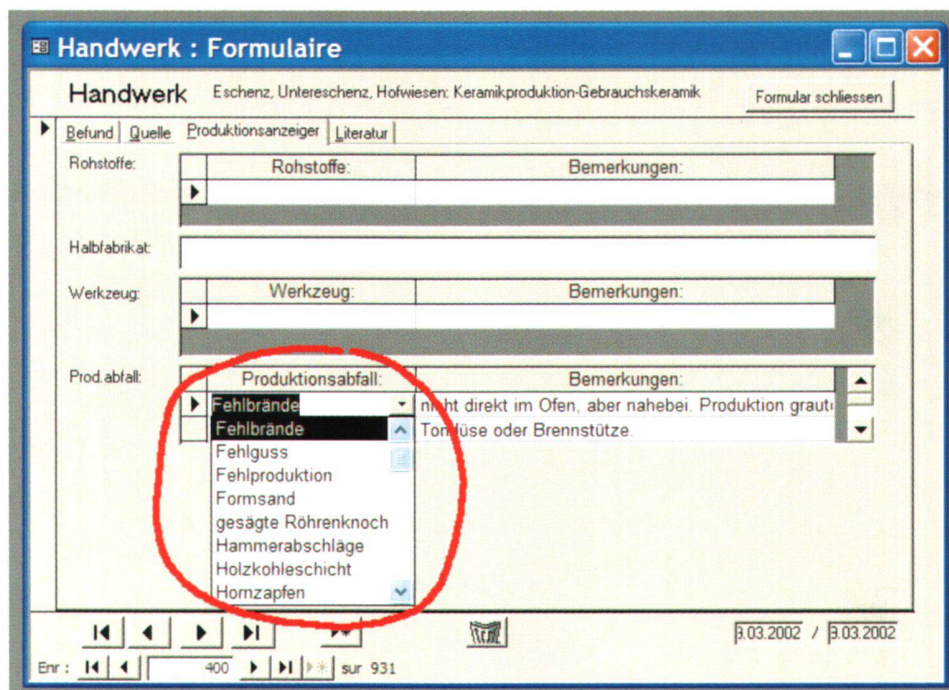 Handwerk : Formulaire
Handwerk Eschenz, Untereschenz, Hofwiesen: Keramikproduktion-Gebrauchskeramik Formular schliessen
Befund Quelle Produktionsanzeiger Literatur
Rohstoffe: Rohstoffe: Bemerkungen:
Halbfabrikat:
Werkzeug: Werkzeug: Bemerkungen:
Prod.abfall: Produktionsabfall: Bemerkungen:
Fehlbrände nicht direkt im Ofen, aber nahebei. Produktion graut
Fehlbrände Tondüse oder Brennstütze.
Fehlguss
Fehlproduktion
Formsand
gesägte Röhrenknoch
Hammerabschläge
Holzkohleschicht
Hornzapfen
.03.2002 / .03.2002
Enr : 400 sur 931